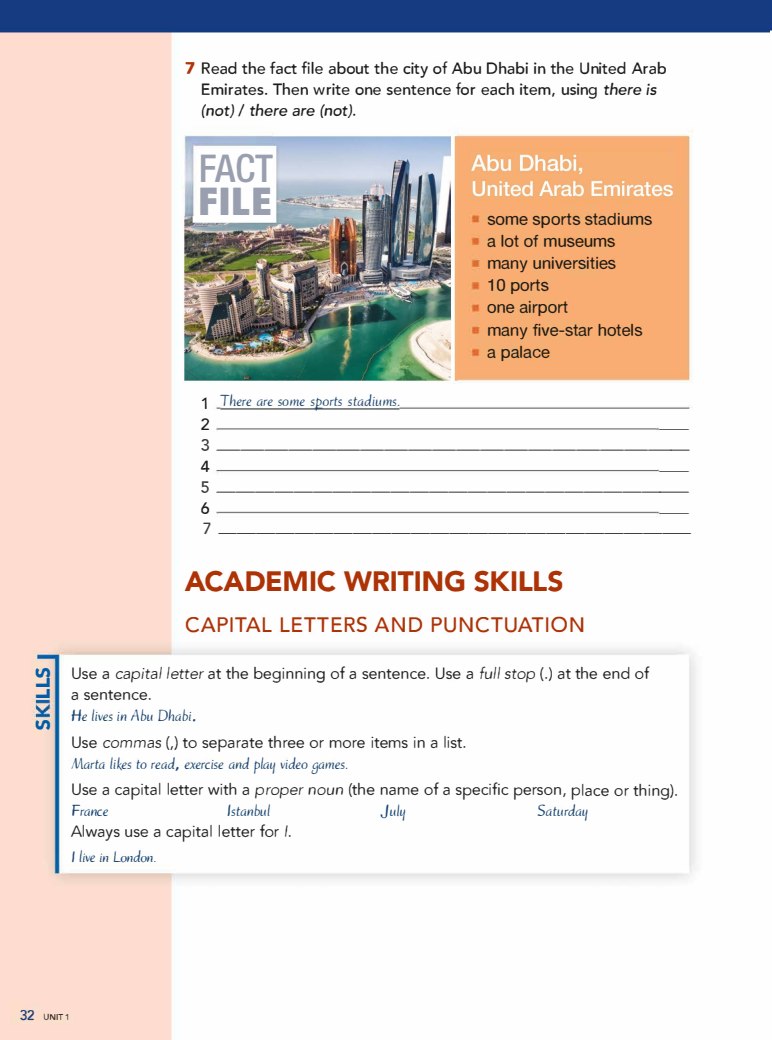 7 Read the fact file about the city of Abu Dhabi in the United Arab
Emirates. Then write one sentence for each item, using there is
(not) / there are (not).
FACT
FILE
Abu Dhabi,
United Arab Emirates
■ some sports stadiums
■ a lot of museums
■ many universities
■ 10 ports
■ one airport
■ many five-star hotels
■ a palace
1 There are some sports stadiums.
2
3
4
5
6
7
ACADEMIC WRITING SKILLS
CAPITAL LETTERS AND PUNCTUATION
SKILLS
Use a capital letter at the beginning of a sentence. Use a full stop (.) at the end of
a sentence.
He lives in Abu Dhabi.
Use commas (,) to separate three or more items in a list.
Marta likes to read, exercise and play video games.
Use a capital letter with a proper noun (the name of a specific person, place or thing).
France Istanbul July Saturday
Always use a capital letter for I.
I live in London.
32 UNIT 1